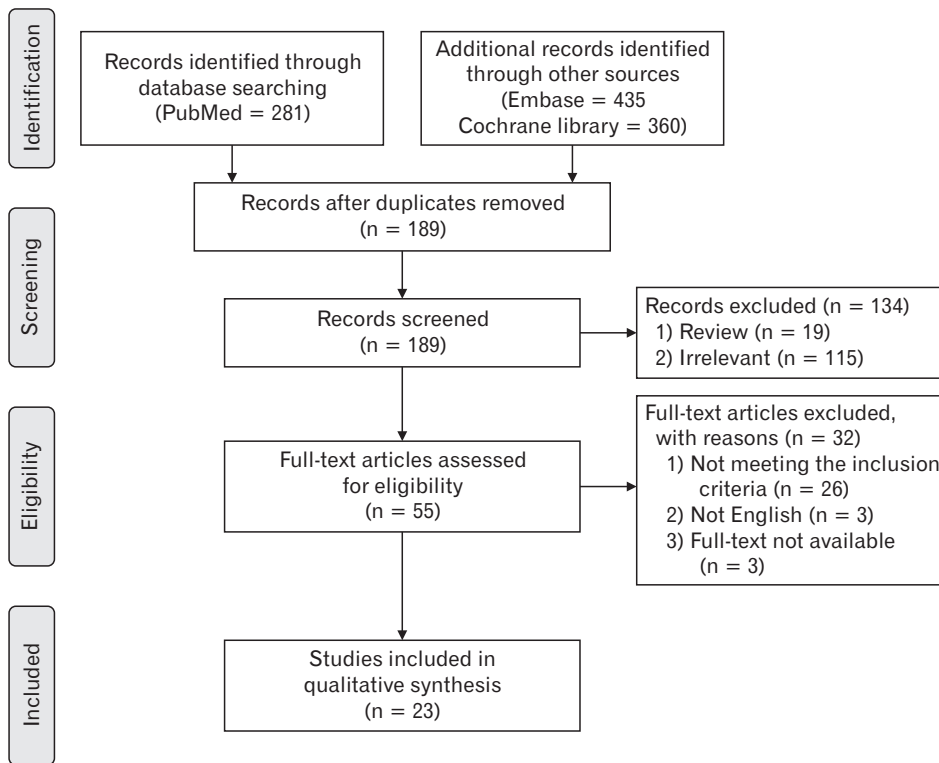 Identification
Records identified through
database searching
(PubMed = 281)
Additional records identified
through other sources
(Embase = 435
Cochrane library = 360)
Records after duplicates removed
(n = 189)
Screening
Records screened
(n = 189)
Records excluded (n = 134)
1) Review (n = 19)
2) Irrelevant (n = 115)
Eligibility
Full-text articles assessed
for eligibility
(n = 55)
Full-text articles excluded,
with reasons (n = 32)
1) Not meeting the inclusion
criteria (n = 26)
2) Not English (n = 3)
3) Full-text not available
(n = 3)
Included
Studies included in
qualitative synthesis
(n = 23)